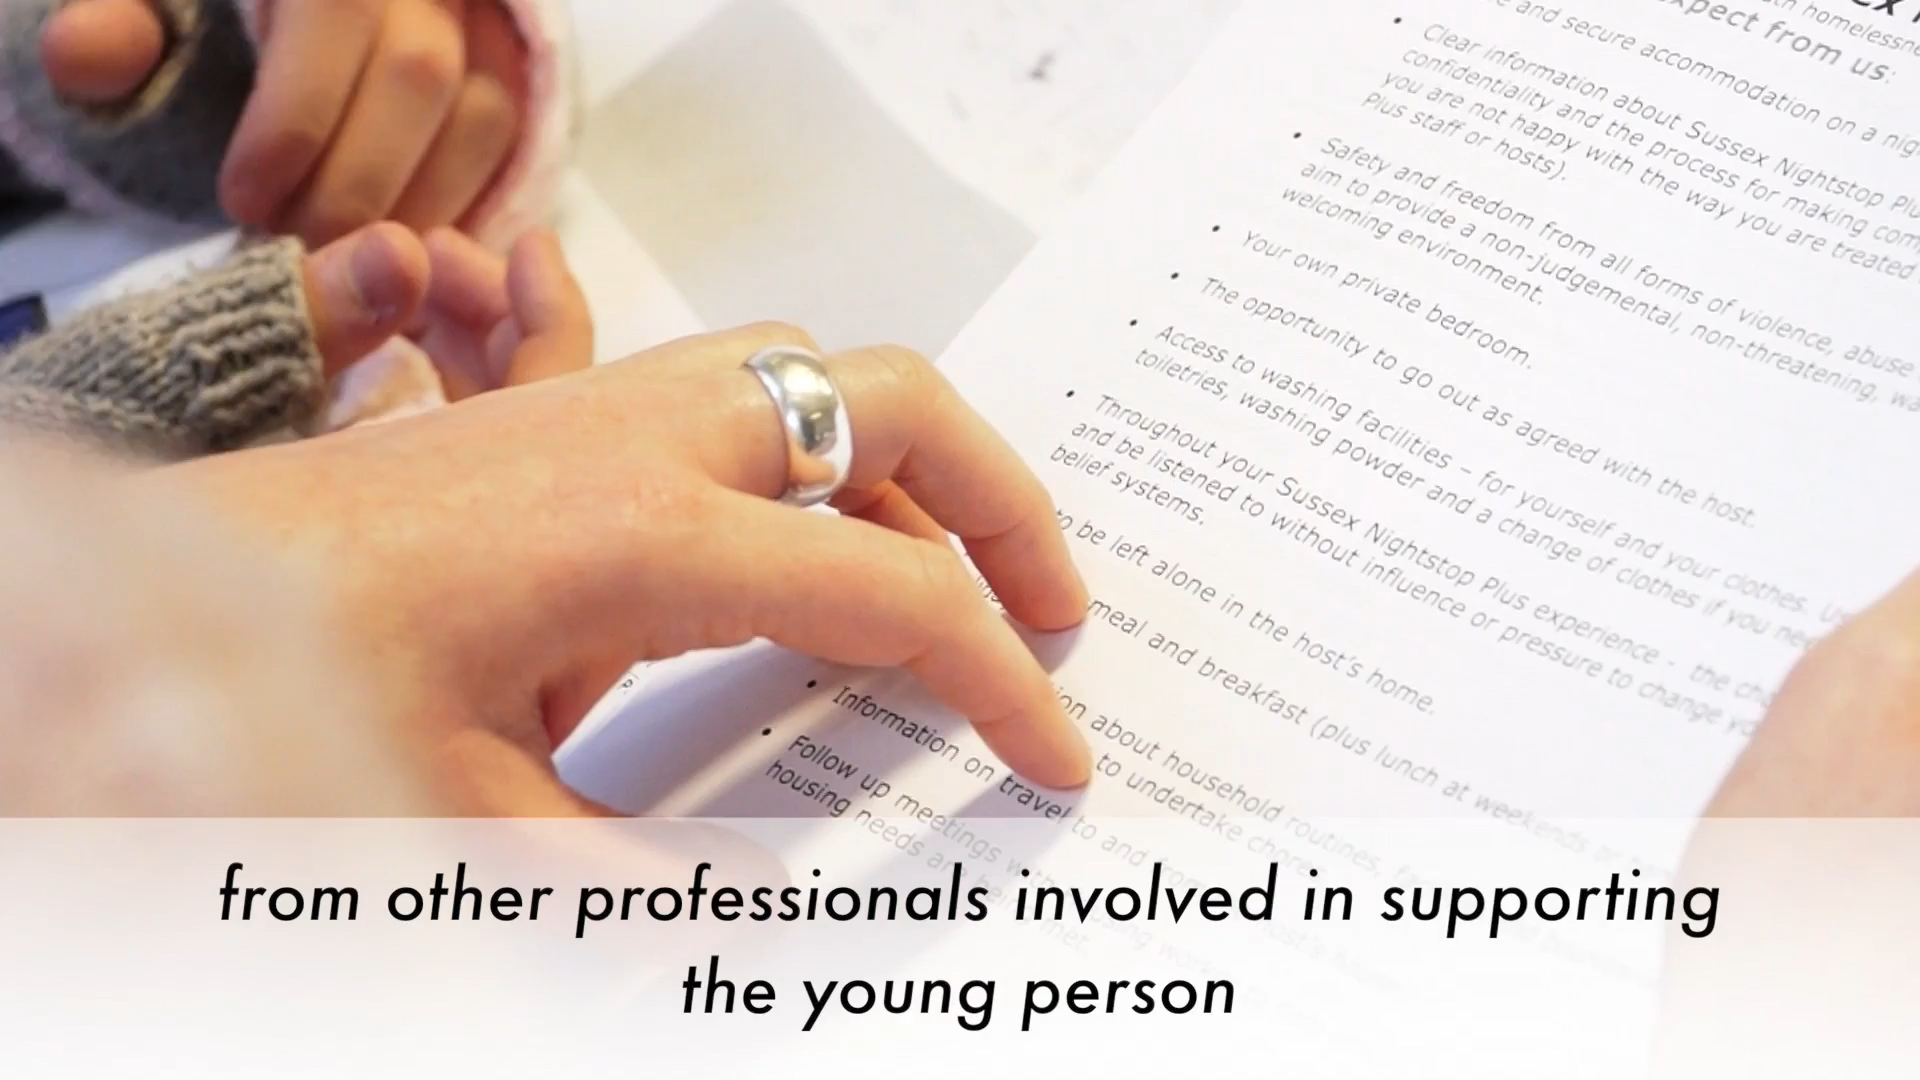 expect from us:
and secure accommodation on a
Clear information about Sussex Nightstop
confidentiality and the process for making
you are not happy with the way you are treated
Plus staff or hosts).
Safety and freedom from all forms of violence, abuse
aim to provide a non-judgemental, non-threatening,
welcoming environment.
Your own private bedroom.
The opportunity to go out as agreed with the host.
Access to washing facilities – for yourself and your clothes.
toiletries, washing powder and a change of clothes if you
Throughout your Sussex Nightstop Plus experience - the
and be listened to without influence or pressure to change
belief systems.
to be left alone in the host's home.
meal and breakfast (plus lunch at weekends or
about household routines,
to undertake chores
Information on travel to and from
Follow up meetings with
housing needs are being met.
from other professionals involved in supporting
the young person